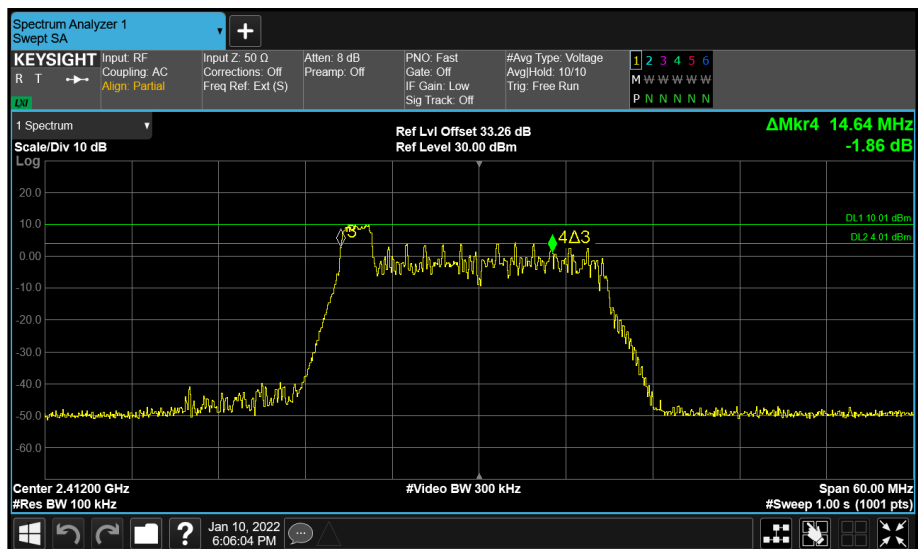 Spectrum Analyzer 1
Swept SA
+
KEYSIGHT Input: RF Input Z: 50 Ω Atten: 8 dB PNO: Fast #Avg Type: Voltage 1 2 3 4 5 6
R T Coupling: AC Corrections: Off Preamp: Off Gate: Off Avg|Hold: 10/10 M W W W W W
Align: Partial Freq Ref: Ext (S) IF Gain: Low Trig: Free Run
LXI Sig Track: Off P N N N N N
1 Spectrum Ref Lvl Offset 33.26 dB ΔMkr4 14.64 MHz
Scale/Div 10 dB Ref Level 30.00 dBm -1.86 dB
Log
20.0
DL1 10.01 dBm
10.0
3 4Δ3 DL2 4.01 dBm
0.00
-10.0
-20.0
-30.0
-40.0
-50.0
-60.0
Center 2.41200 GHz #Video BW 300 kHz Span 60.00 MHz
#Res BW 100 kHz #Sweep 1.00 s (1001 pts)
? Jan 10, 2022
6:06:04 PM